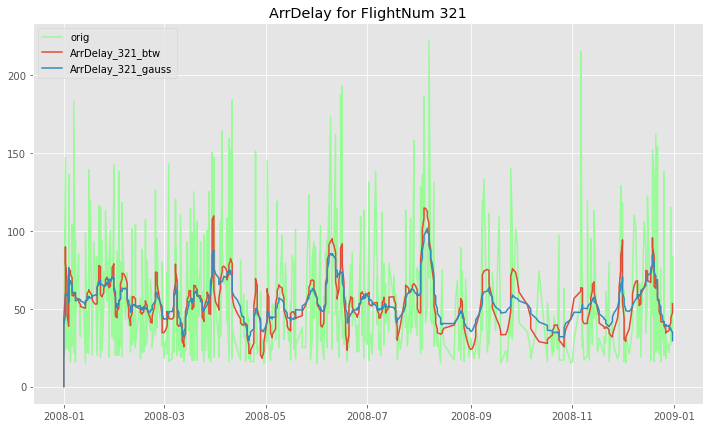 ArrDelay for FlightNum 321
orig
ArrDelay_321_btw
ArrDelay_321_gauss
200
150
100
50
0
2008-01 2008-03 2008-05 2008-07 2008-09 2008-11 2009-01